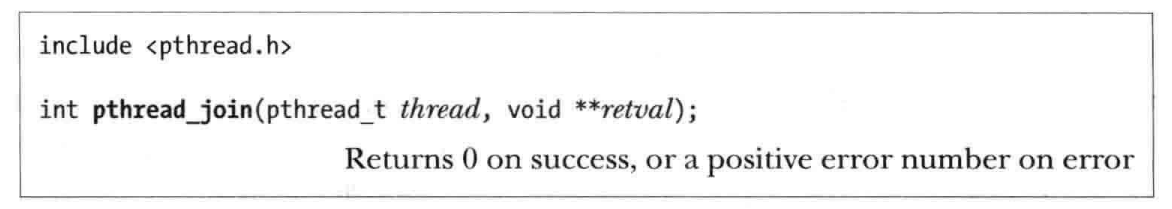 include <pthread.h>
int pthread_join(pthread_t thread, void **retval);
Returns 0 on success, or a positive error number on error